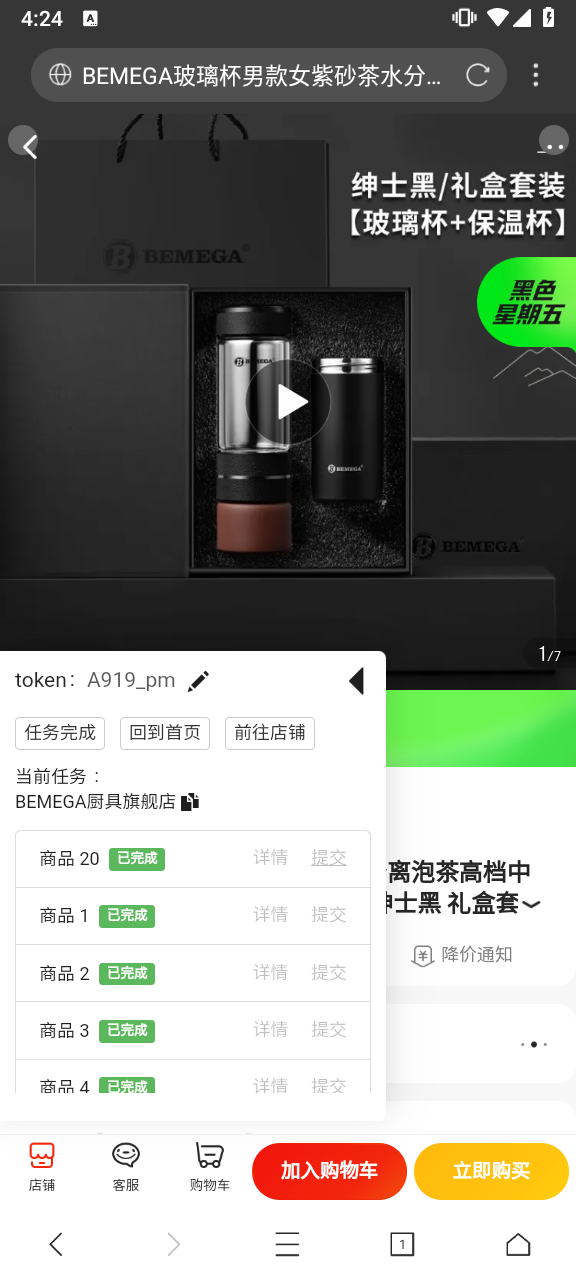 4:24
A
BEMEGA玻璃杯男款女紫砂茶水分...
绅士黑/礼盒套装
【玻璃杯+保温杯】
B BEMEGA®
黑色
星期五
B BEMEGA
B BEMEGA
B BEMEGA
1/7
token: A919_pm
任务完成 回到首页 前往店铺
当前任务：
BEMEGA厨具旗舰店
商品 20 已完成 详情 提交
商品 1 已完成 详情 提交
商品 2 已完成 详情 提交
商品 3 已完成 详情 提交
商品 4 已完成 详情 提交
离泡茶高档中
士黑 礼盒套
¥ 降价通知
店铺 客服 购物车 加入购物车 立即购买
1